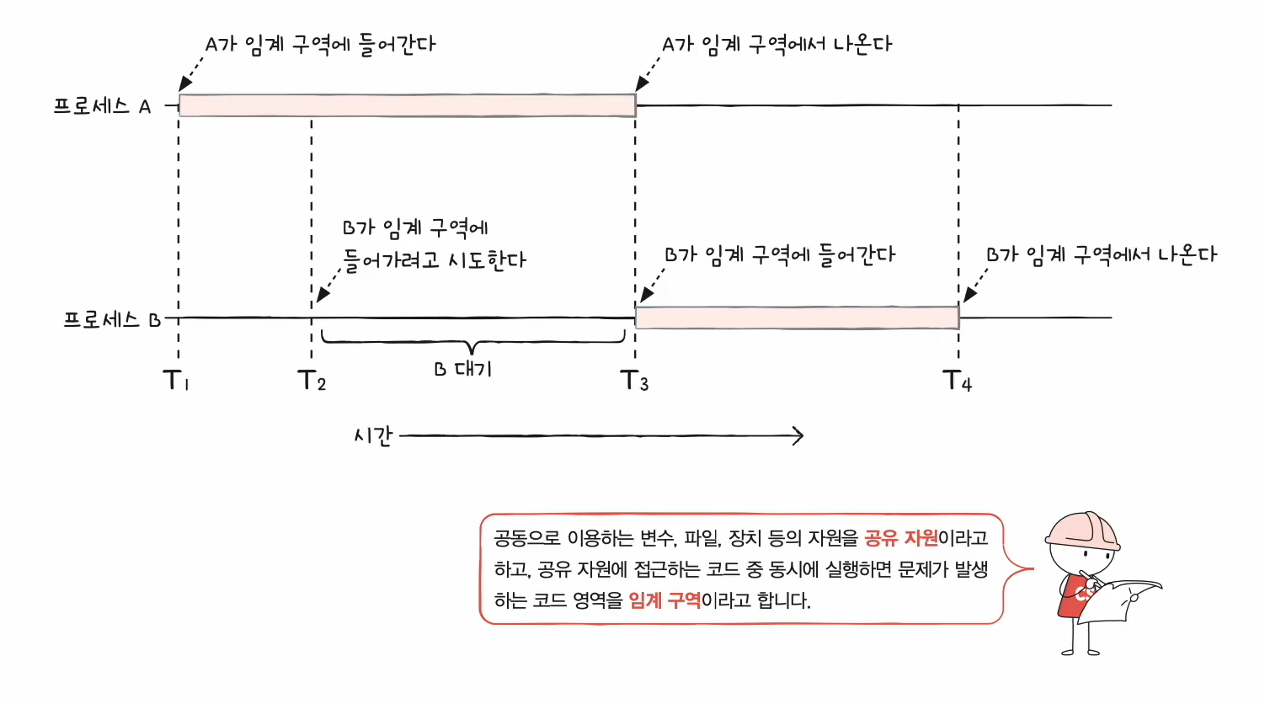 A가 임계 구역에 들어간다
A가 임계 구역에서 나온다
프로세스 A
B가 임계 구역에
들어가려고 시도한다
B가 임계 구역에 들어간다
B가 임계 구역에서 나온다
프로세스 B
B 대기
T1
T2
T3
T4
시간
공동으로 이용하는 변수, 파일, 장치 등의 자원을 공유 자원이라고
하고, 공유 자원에 접근하는 코드 중 동시에 실행하면 문제가 발생
하는 코드 영역을 임계 구역이라고 합니다.